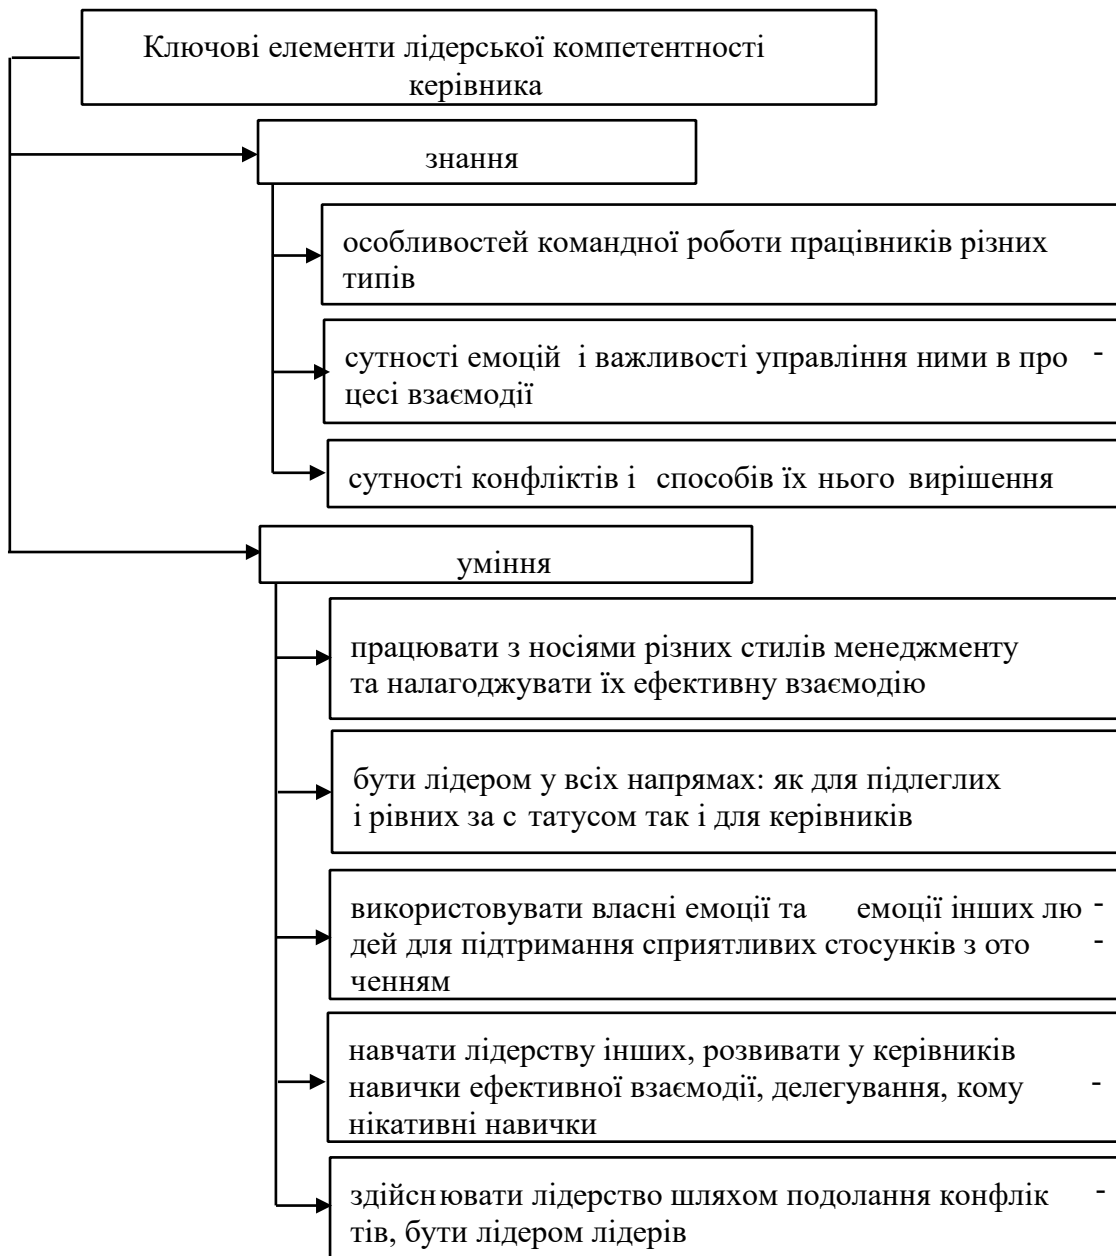 Ключові елементи лідерської компетентності
керівника
знання
особливостей командної роботи працівників різних
типів
сутності емоцій і важливості управління ними в про -
цесі взаємодії
сутності конфліктів і способів їх нього вирішення
уміння
працювати з носіями різних стилів менеджменту
та налагоджувати їх ефективну взаємодію
бути лідером у всіх напрямах: як для підлеглих
і рівних за с татусом так і для керівників
використовувати власні емоції та емоції інших лю -
дей для підтримання сприятливих стосунків з ото -
ченням
навчати лідерству інших, розвивати у керівників
навички ефективної взаємодії, делегування, кому -
нікативні навички
здійснювати лідерство шляхом подолання конфлік -
тів, бути лідером лідерів